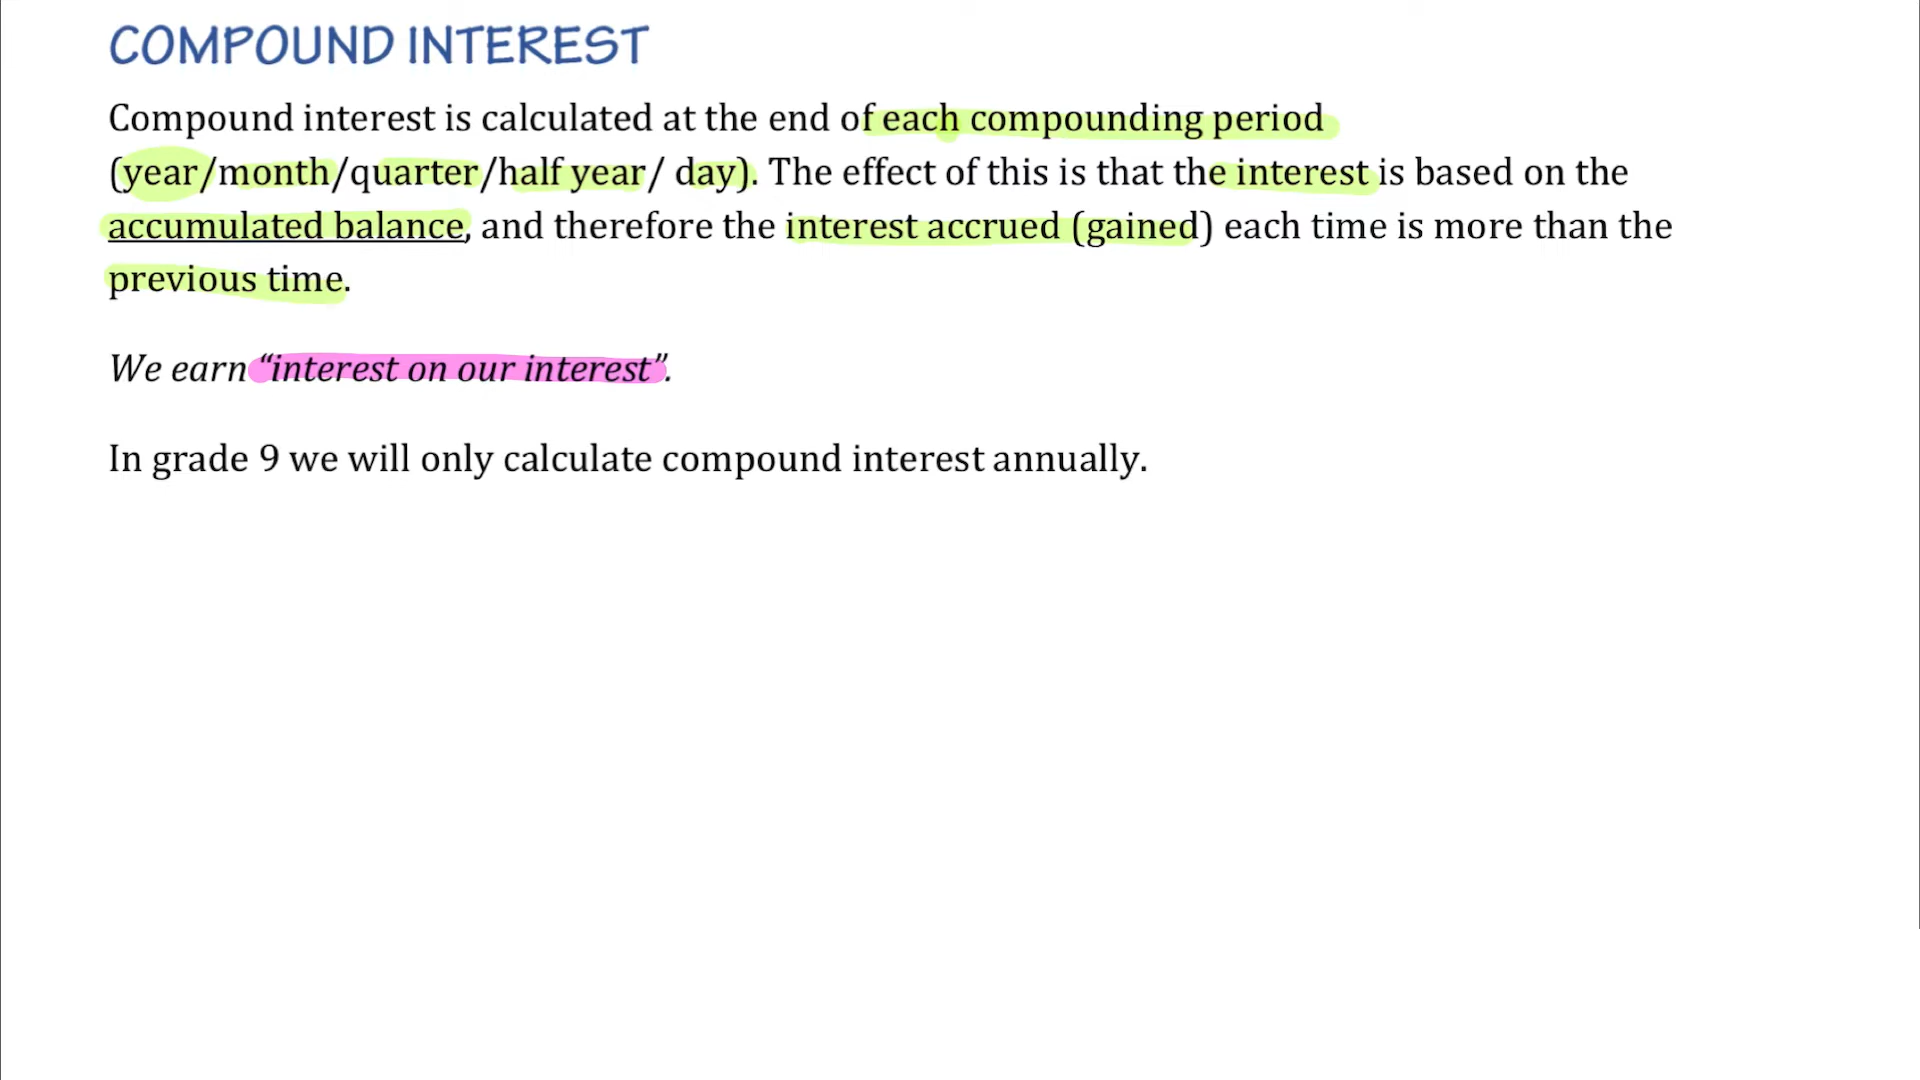 COMPOUND INTEREST
Compound interest is calculated at the end of each compounding period
(year/month/quarter/half year/ day). The effect of this is that the interest is based on the
accumulated balance, and therefore the interest accrued (gained) each time is more than the
previous time.
We earn “interest on our interest”.
In grade 9 we will only calculate compound interest annually.